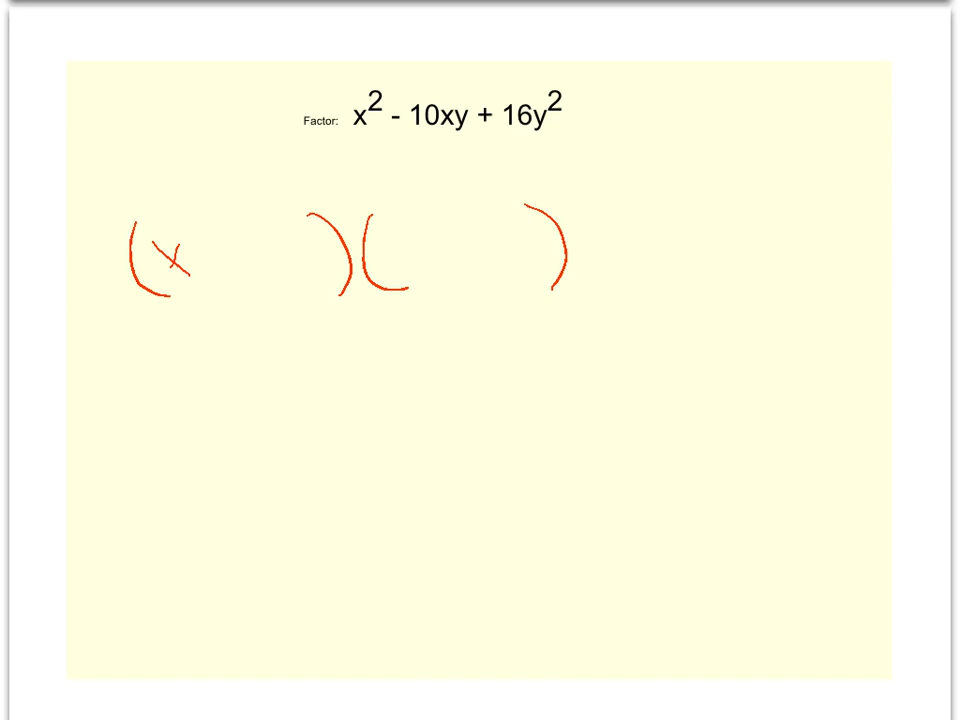 Factor: x² - 10xy + 16y²
(x )( )